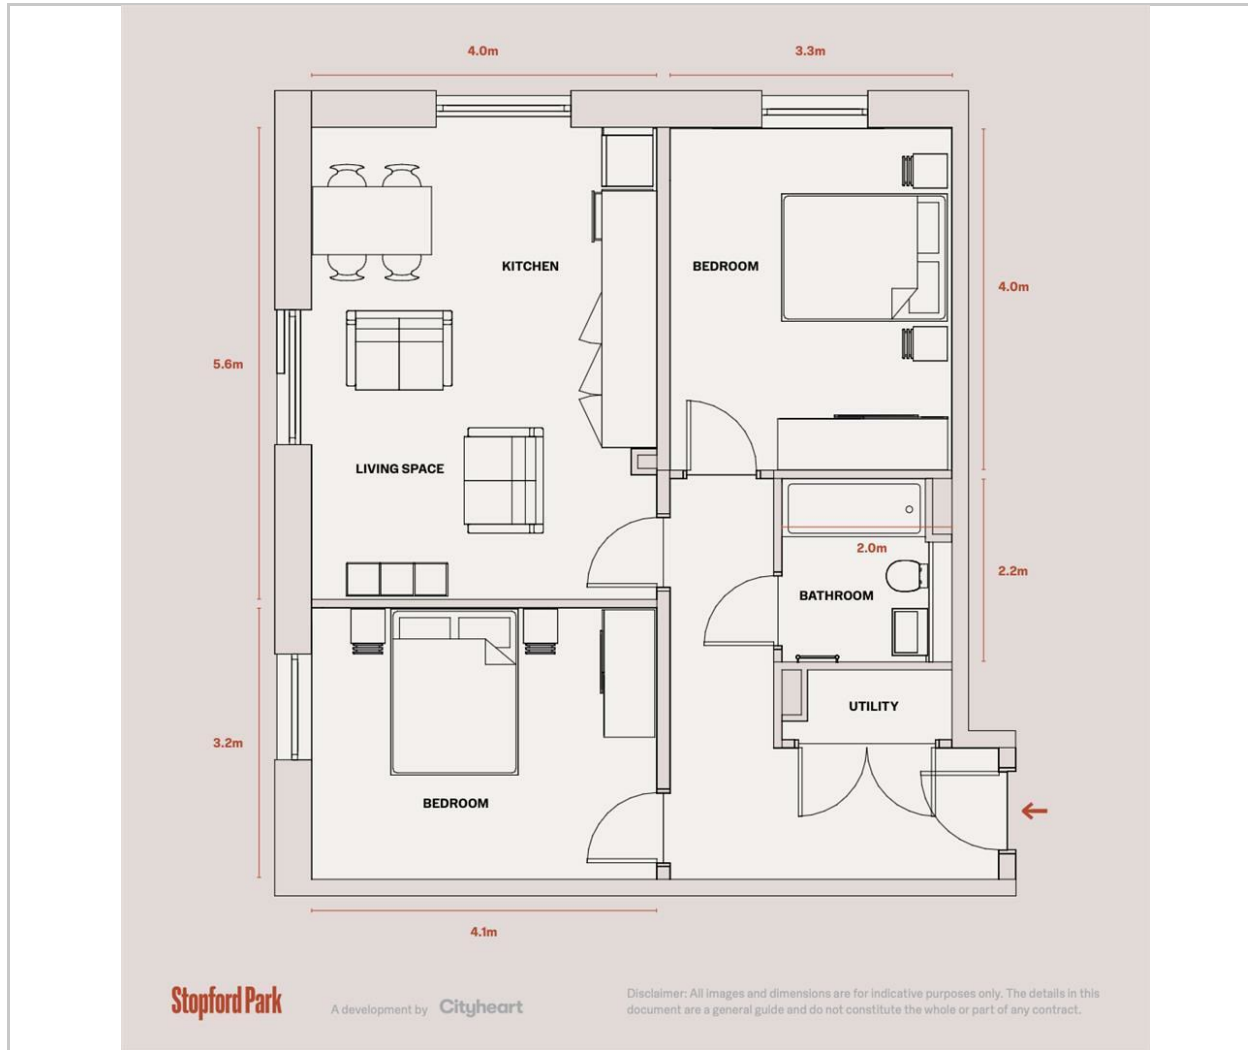 4.0m
3.3m
KITCHEN
BEDROOM
4.0m
5.6m
LIVING SPACE
2.0m
2.2m
BATHROOM
UTILITY
3.2m
BEDROOM
4.1m
Stopford Park
A development by Cityheart
Disclaimer: All images and dimensions are for indicative purposes only. The details in this
document are a general guide and do not constitute the whole or part of any contract.